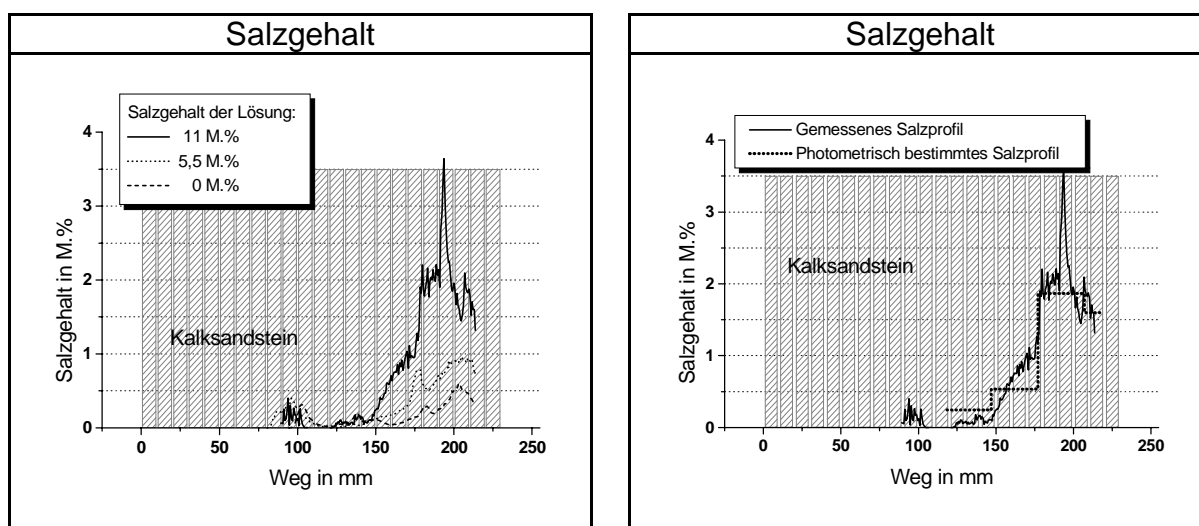 Salzgehalt
Salzgehalt der Lösung:
11 M.%
5,5 M.%
0 M.%
4
3
2
1
0
Salzgehalt in M.%
Kalksandstein
0 50 100 150 200 250
Weg in mm
Salzgehalt
Gemessenes Salzprofil
Photometrisch bestimmtes Salzprofil
4
3
2
1
0
Salzgehalt in M.%
Kalksandstein
0 50 100 150 200 250
Weg in mm